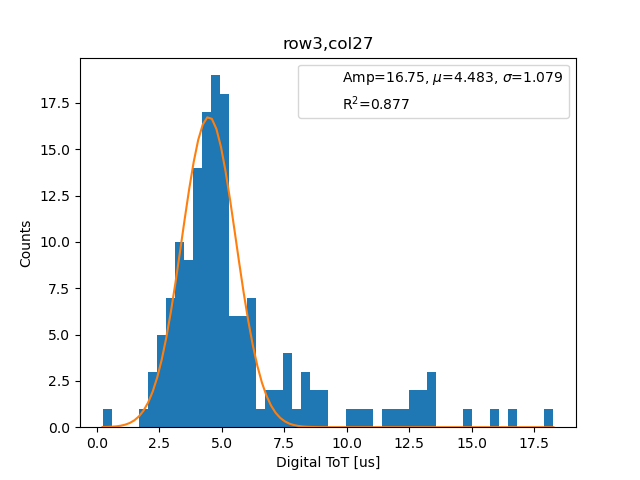 row3,col27
Amp=16.75, μ=4.483, σ=1.079
R²=0.877
Counts
17.5
15.0
12.5
10.0
7.5
5.0
2.5
0.0
0.0 2.5 5.0 7.5 10.0 12.5 15.0 17.5
Digital ToT [us]